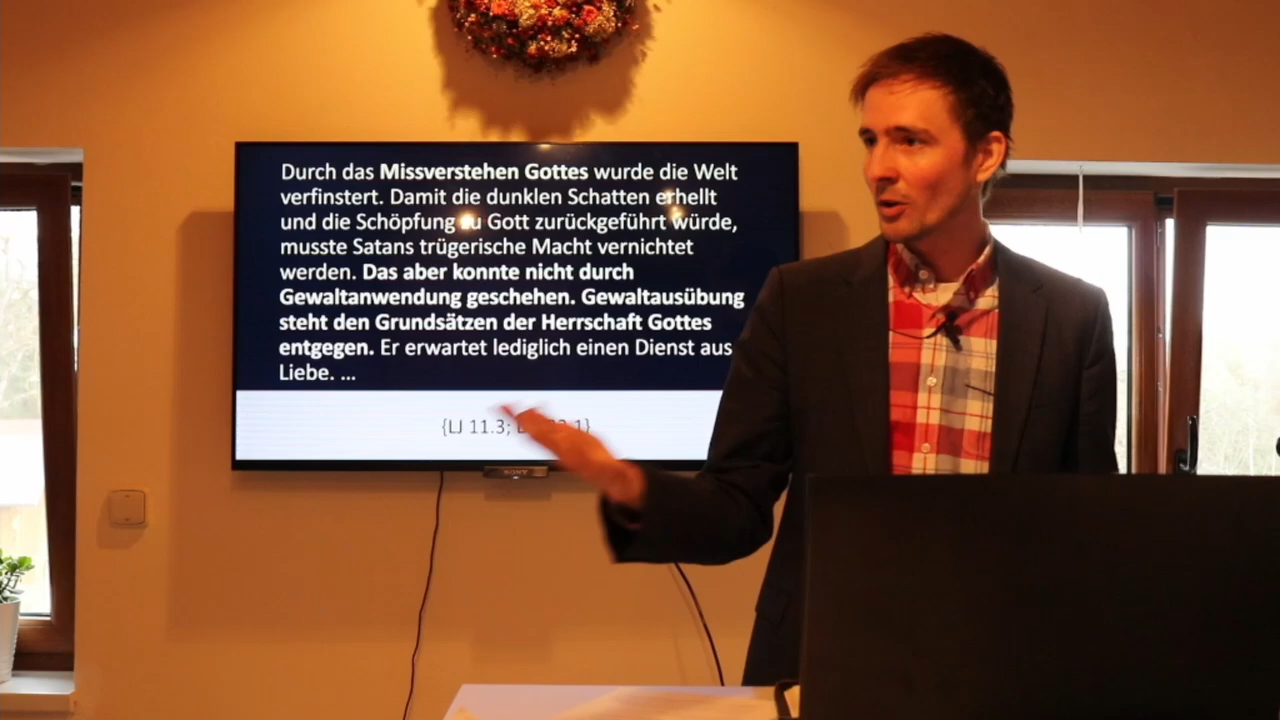 Durch das Missverstehen Gottes wurde die Welt
verfinstert. Damit die dunklen Schatten erhellt
und die Schöpfung zu Gott zurückgeführt würde,
musste Satans trügerische Macht vernichtet
werden. Das aber konnte nicht durch
Gewaltanwendung geschehen. Gewaltausübung
steht den Grundsätzen der Herrschaft Gottes
entgegen. Er erwartet lediglich einen Dienst aus
Liebe. ...
{LJ 11.3;
SONY